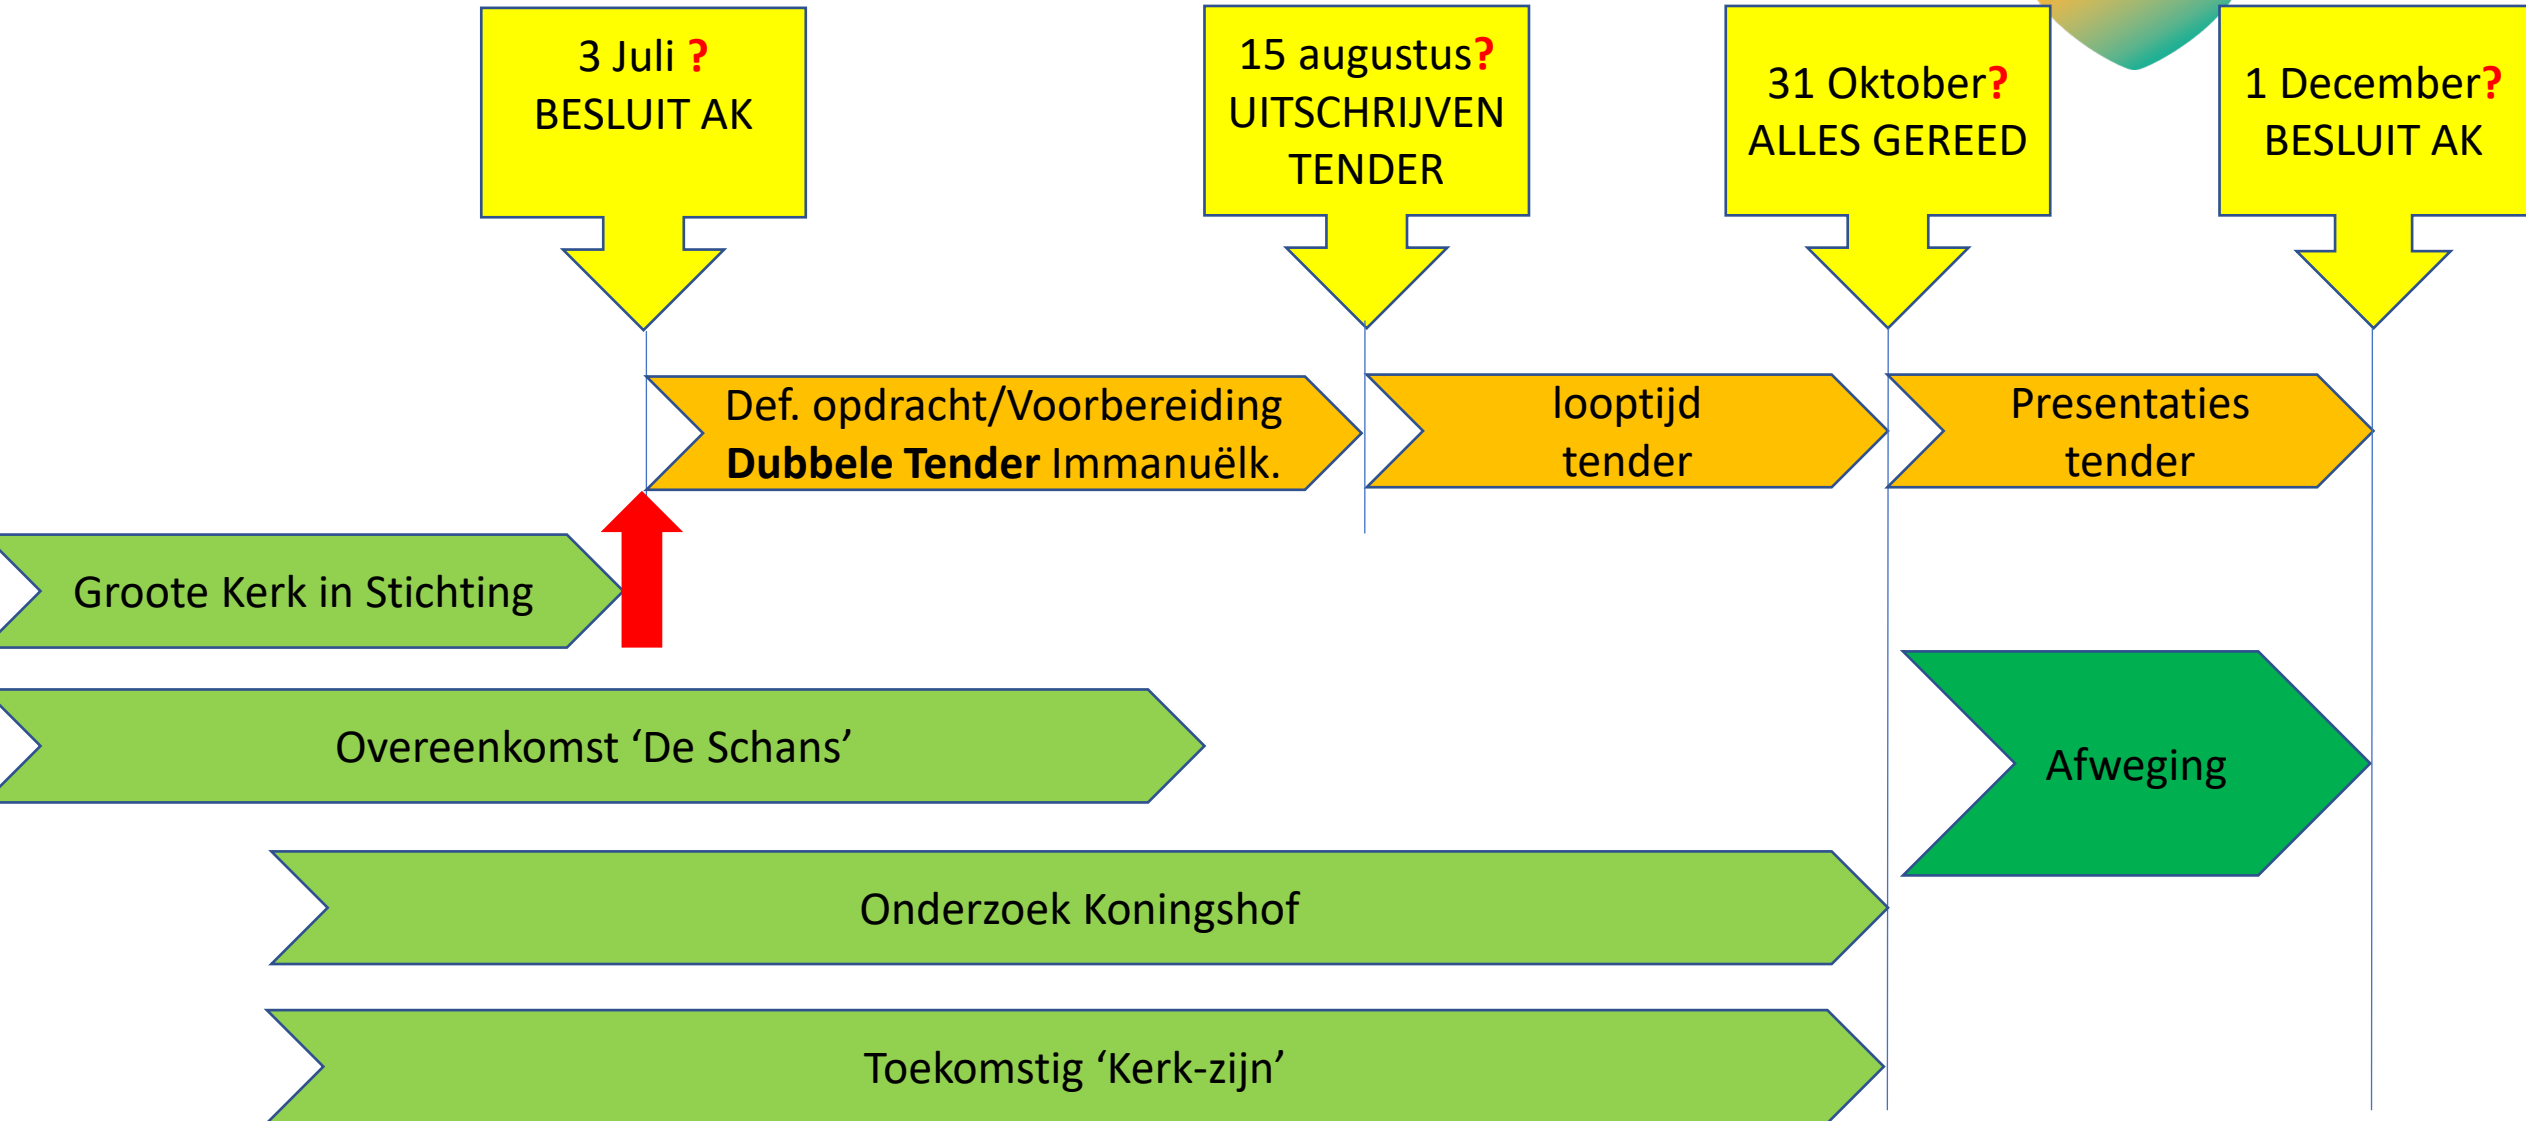 3 Juli ?
BESLUIT AK
15 augustus?
UITSCHRIJVEN
TENDER
31 Oktober?
ALLES GEREED
1 December?
BESLUIT AK
Def. opdracht/Voorbereiding
Dubbele Tender Immanuëlk.
looptijd
tender
Presentaties
tender
Groote Kerk in Stichting
Overeenkomst ‘De Schans’
Afweging
Onderzoek Koningshof
Toekomstig ‘Kerk-zijn’